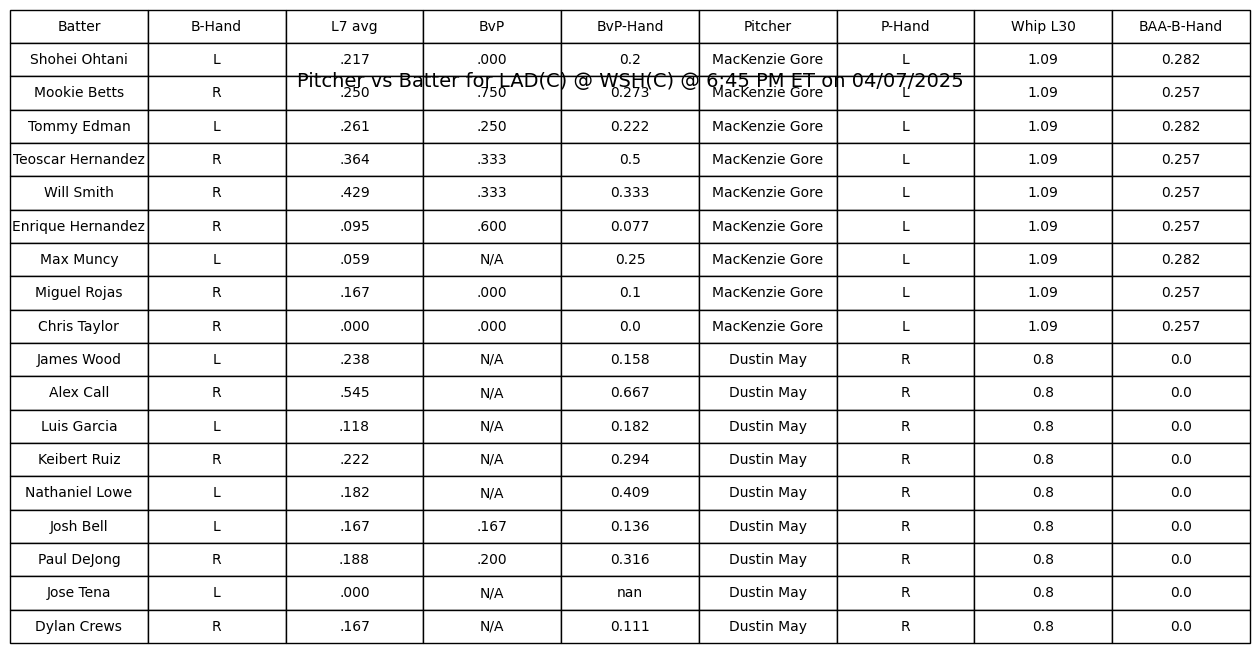 Batter B-Hand L7 avg BvP BvP-Hand Pitcher P-Hand Whip L30 BAA-B-Hand
Shohei Ohtani L .217 .000 0.2 MacKenzie Gore L 1.09 0.282
Pitcher vs Batter for LAD(C) @ WSH(C) @ 6:45 PM ET on 04/07/2025
Mookie Betts R .250 .750 0.273 MacKenzie Gore L 1.09 0.257
Tommy Edman L .261 .250 0.222 MacKenzie Gore L 1.09 0.282
Teoscar Hernandez R .364 .333 0.5 MacKenzie Gore L 1.09 0.257
Will Smith R .429 .333 0.333 MacKenzie Gore L 1.09 0.257
Enrique Hernandez R .095 .600 0.077 MacKenzie Gore L 1.09 0.257
Max Muncy L .059 N/A 0.25 MacKenzie Gore L 1.09 0.282
Miguel Rojas R .167 .000 0.1 MacKenzie Gore L 1.09 0.257
Chris Taylor R .000 .000 0.0 MacKenzie Gore L 1.09 0.257
James Wood L .238 N/A 0.158 Dustin May R 0.8 0.0
Alex Call R .545 N/A 0.667 Dustin May R 0.8 0.0
Luis Garcia L .118 N/A 0.182 Dustin May R 0.8 0.0
Keibert Ruiz R .222 N/A 0.294 Dustin May R 0.8 0.0
Nathaniel Lowe L .182 N/A 0.409 Dustin May R 0.8 0.0
Josh Bell L .167 .167 0.136 Dustin May R 0.8 0.0
Paul DeJong R .188 .200 0.316 Dustin May R 0.8 0.0
Jose Tena L .000 N/A nan Dustin May R 0.8 0.0
Dylan Crews R .167 N/A 0.111 Dustin May R 0.8 0.0